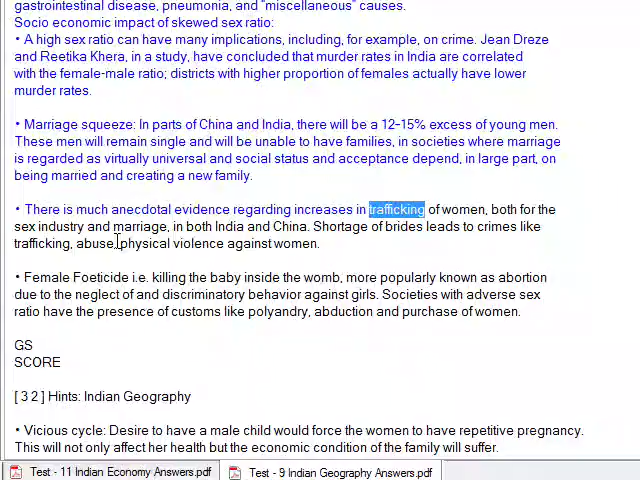 gastrointestinal disease, pneumonia, and "miscellaneous" causes.
Socio economic impact of skewed sex ratio:
• A high sex ratio can have many implications, including, for example, on crime. Jean Dreze
and Reetika Khera, in a study, have concluded that murder rates in India are correlated
with the female-male ratio; districts with higher proportion of females actually have lower
murder rates.
• Marriage squeeze: In parts of China and India, there will be a 12-15% excess of young men.
These men will remain single and will be unable to have families, in societies where marriage
is regarded as virtually universal and social status and acceptance depend, in large part, on
being married and creating a new family.
• There is much anecdotal evidence regarding increases in trafficking of women, both for the
sex industry and marriage, in both India and China. Shortage of brides leads to crimes like
trafficking, abuse, physical violence against women.
• Female Foeticide i.e. killing the baby inside the womb, more popularly known as abortion
due to the neglect of and discriminatory behavior against girls. Societies with adverse sex
ratio have the presence of customs like polyandry, abduction and purchase of women.
GS
SCORE
[ 3 2 ] Hints: Indian Geography
• Vicious cycle: Desire to have a male child would force the women to have repetitive pregnancy.
This will not only affect her health but the economic condition of the family will suffer.
Test - 11 Indian Economy Answers.pdf
Test - 9 Indian Geography Answers.pdf